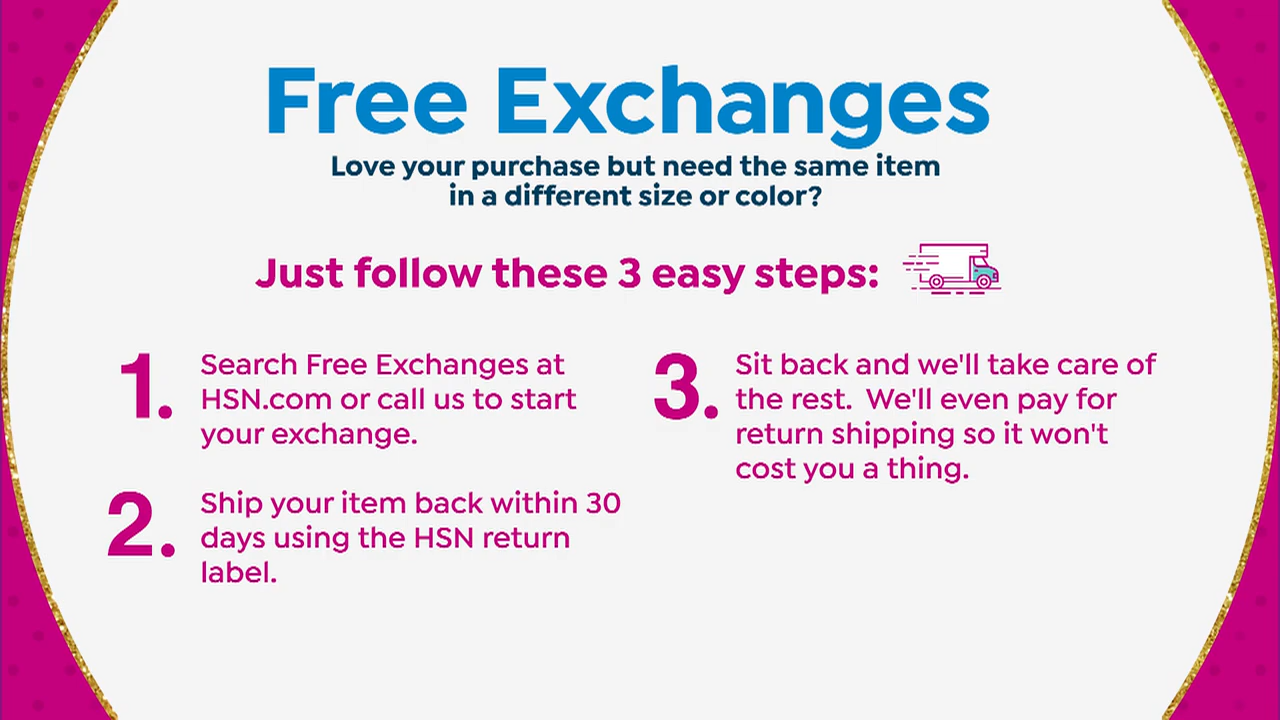 Free Exchanges
Love your purchase but need the same item
in a different size or color?
Just follow these 3 easy steps:
1. Search Free Exchanges at
HSN.com or call us to start
your exchange.
2. Ship your item back within 30
days using the HSN return
label.
3. Sit back and we'll take care of
the rest. We'll even pay for
return shipping so it won't
cost you a thing.